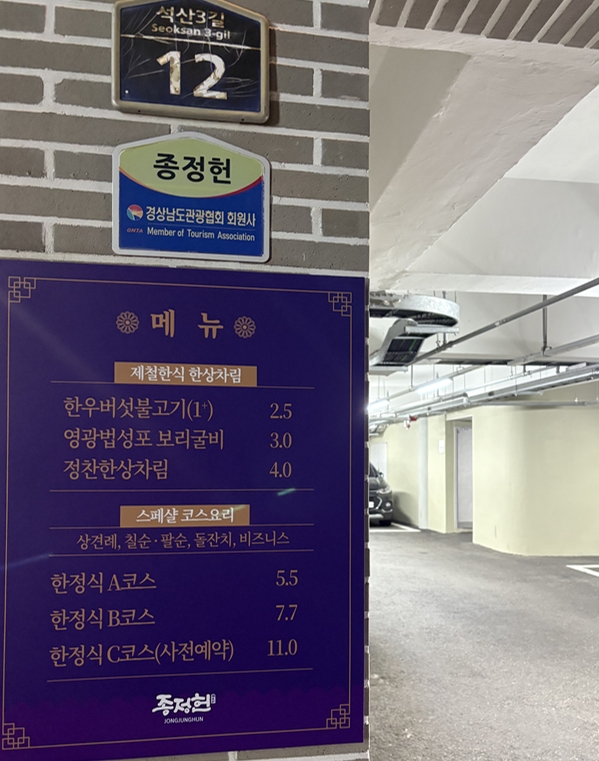 석산3길
Seoksan 3-gil
12
종정헌
경상남도관광협회 회원사
GNTA Member of Tourism Association
메 뉴
제철한식 한상차림
한우버섯불고기(1+) 2.5
영광법성포 보리굴비 3.0
정찬한상차림 4.0
스페샬 코스요리
상견례, 칠순·팔순, 돌잔치, 비즈니스
한정식 A코스 5.5
한정식 B코스 7.7
한정식 C코스(사전예약) 11.0
종정헌
JONGJUNGHUN